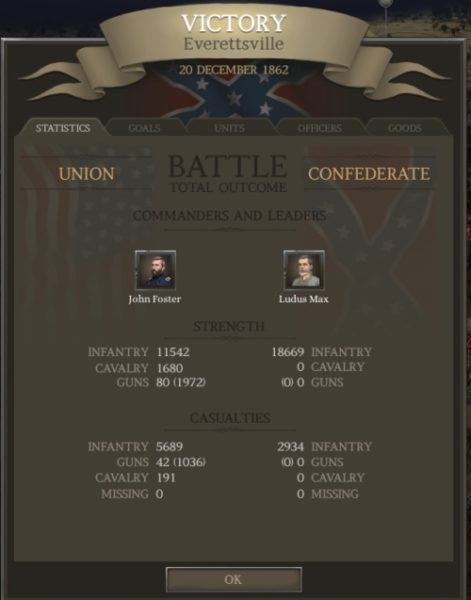 VICTORY
Everettsville
20 DECEMBER 1862
STATISTICS GOALS UNITS OFFICERS GOODS
UNION BATTLE CONFEDERATE
TOTAL OUTCOME
COMMANDERS AND LEADERS
John Foster Ludus Max
STRENGTH
INFANTRY 11542 18669 INFANTRY
CAVALRY 1680 0 CAVALRY
GUNS 80 (1972) (0) 0 GUNS
CASUALTIES
INFANTRY 5689 2934 INFANTRY
GUNS 42 (1036) (0) 0 GUNS
CAVALRY 191 0 CAVALRY
MISSING 0 0 MISSING
OK